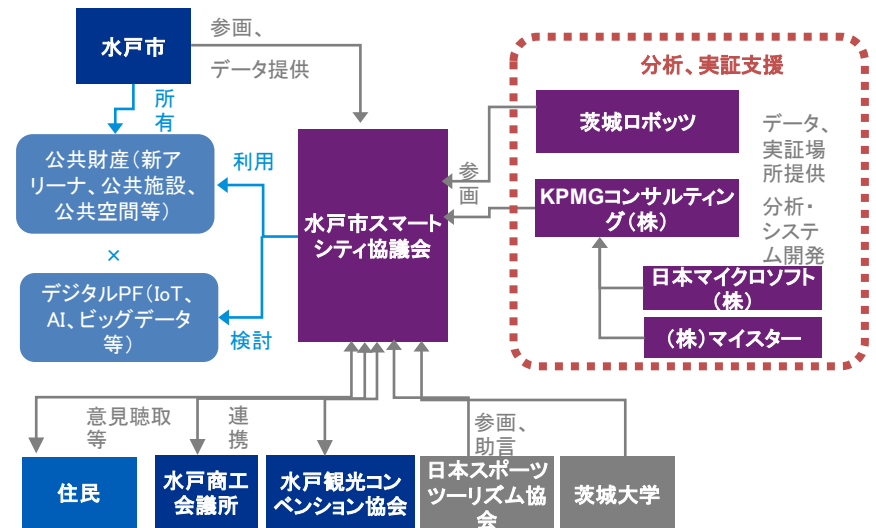 水戸市
参画、
データ提供
所
有
公共財産（新ア
リーナ、公共施設、
公共空間等）
利用
×
デジタルPF（IoT、
AI、ビッグデータ
等）
検討
水戸市スマート
シティ協議会
参
画
分析、実証支援
茨城ロボッツ
データ、
実証場
所提供
KPMGコンサルティン
グ（株）
分析・
システ
ム開発
日本マイクロソフト
（株）
（株）マイスター
意見聴取
等
連
携
参画、
助言
住民
水戸商工
会議所
水戸観光コン
ベンション協会
日本スポーツ
ツーリズム協
会
茨城大学